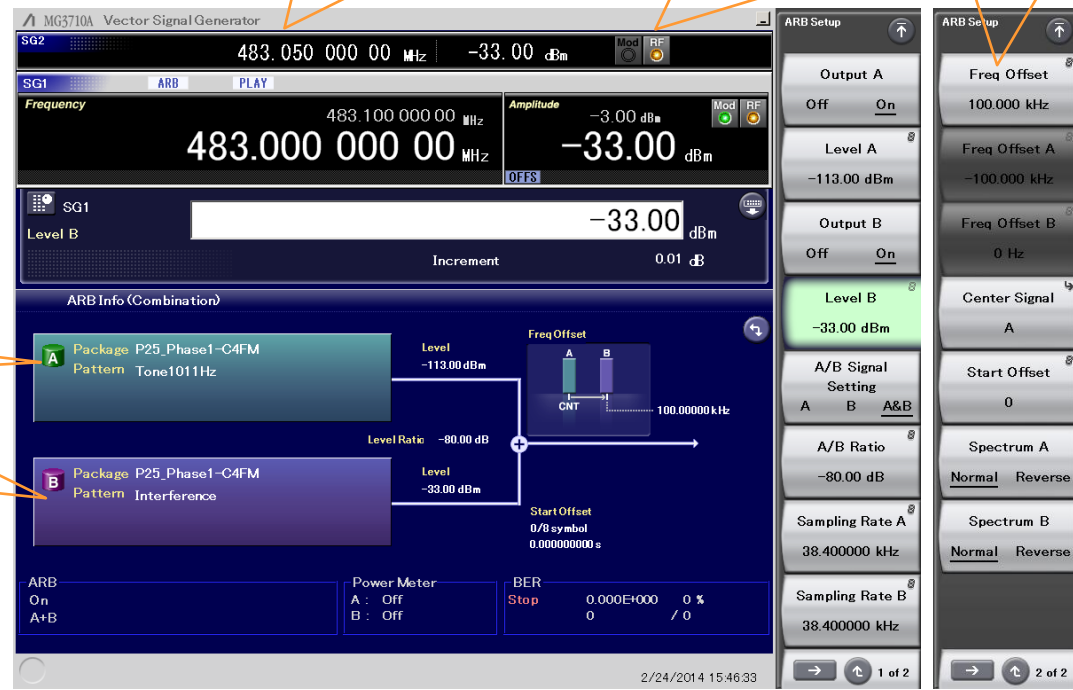 MG3710A Vector Signal Generator
SG2
483.050 000 00 MHz -33.00 dBm Mod RF
SG1 ARB PLAY
Frequency
483.100 000 00 MHz
483.000 000 00 MHz
Amplitude
-3.00 dBm
-33.00 dBm
Mod RF
OFFS
SG1
Level B
-33.00 dBm
Increment 0.01 dB
ARB Info (Combination)
A Package P25_Phase1-C4FM
Pattern Tone1011Hz
Level
-113.00 dBm
Freq Offset
A B
CNT
100.00000 kHz
Level Ratio -80.00 dB
+
B Package P25_Phase1-C4FM
Pattern Interference
Level
-33.00 dBm
Start Offset
0/8 symbol
0.000000000 s
ARB
On
A+B
Power Meter
A : Off
B : Off
BER
Stop 0.000E+000 0 %
0 / 0
2/24/2014 15:46:33
ARB Setup
Output A
Off On
Level A
-113.00 dBm
Output B
Off On
Level B
-33.00 dBm
A/B Signal
Setting
A B A&B
A/B Ratio
-80.00 dB
Sampling Rate A
38.400000 kHz
Sampling Rate B
38.400000 kHz
1 of 2
ARB Setup
Freq Offset
100.000 kHz
Freq Offset A
-100.000 kHz
Freq Offset B
0 Hz
Center Signal
A
Start Offset
0
Spectrum A
Normal Reverse
Spectrum B
Normal Reverse
2 of 2